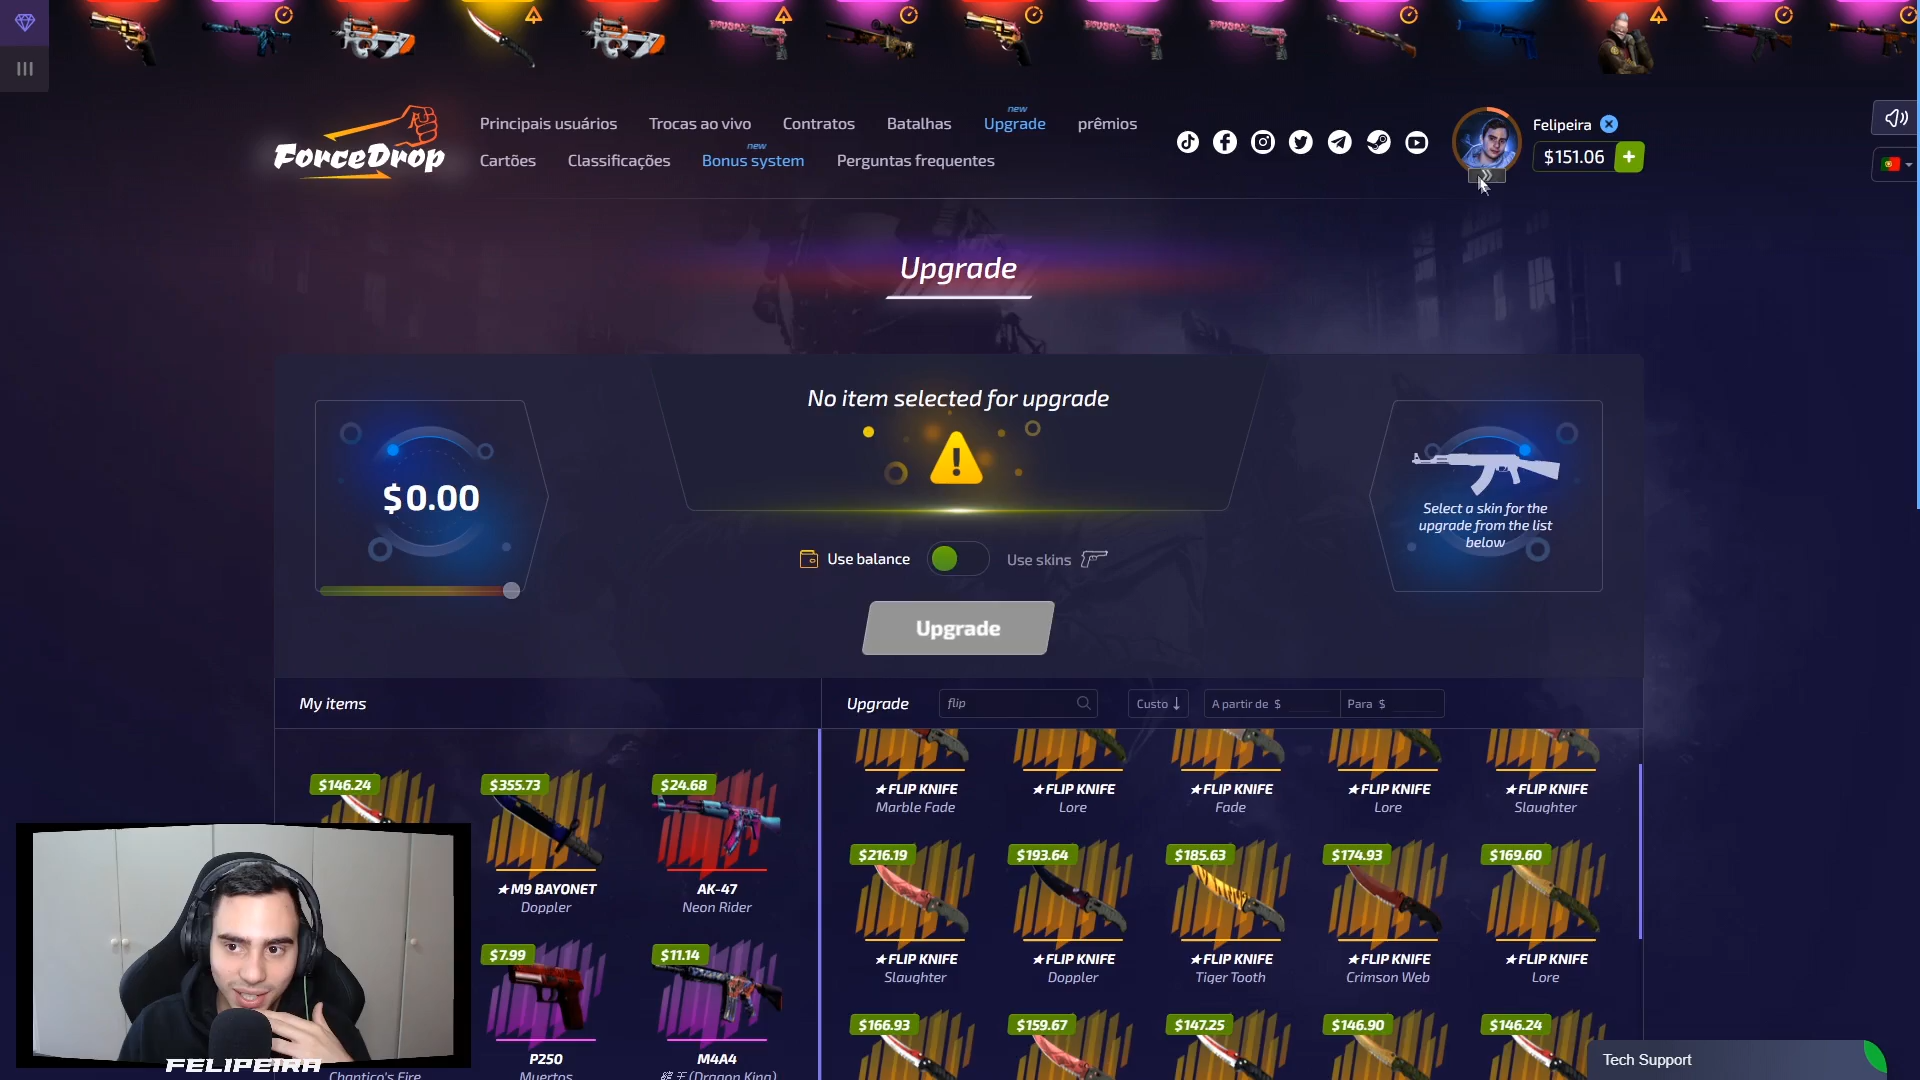 ForceDrop
Principais usuários
Trocas ao vivo
Contratos
Batalhas
new
Upgrade
prêmios
Cartões
Classificações
new
Bonus system
Perguntas frequentes
Felipeira
$151.06
+
Upgrade
$0.00
No item selected for upgrade
Use balance
Use skins
Upgrade
Select a skin for the
upgrade from the list
below
My items
$146.24
$355.73
$24.68
★ M9 BAYONET
Doppler
AK-47
Neon Rider
$7.99
$11.14
Chantico's Fire
P250
Muertos
M4A4
龍王 (Dragon King)
Upgrade
flip
Custo ↓
A partir de $
Para $
★ FLIP KNIFE
Marble Fade
★ FLIP KNIFE
Lore
★ FLIP KNIFE
Fade
★ FLIP KNIFE
Lore
★ FLIP KNIFE
Slaughter
$216.19
$193.64
$185.63
$174.93
$169.60
★ FLIP KNIFE
Slaughter
★ FLIP KNIFE
Doppler
★ FLIP KNIFE
Tiger Tooth
★ FLIP KNIFE
Crimson Web
★ FLIP KNIFE
Lore
$166.93
$159.67
$147.25
$146.90
$146.24
FELIPEIRA
Tech Support